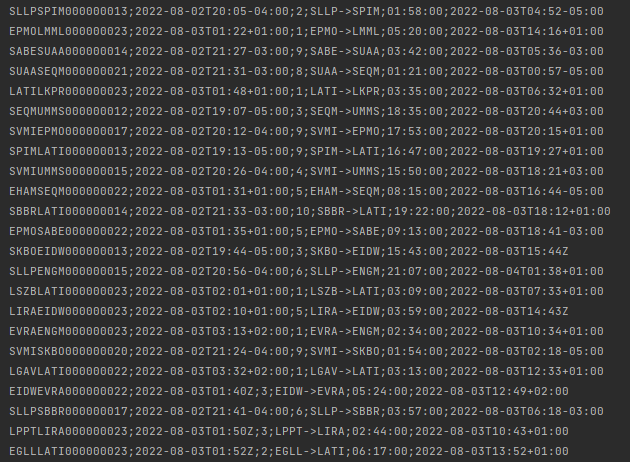 SLLPSPIM000000013;2022-08-02T20:05-04:00;2;SLLP->SPIM;01:58:00;2022-08-03T04:52-05:00
EPMOLMML000000023;2022-08-03T01:22+01:00;1;EPMO->LMML;05:20:00;2022-08-03T14:16+01:00
SABESUAA000000014;2022-08-02T21:27-03:00;9;SABE->SUAA;03:42:00;2022-08-03T05:36-03:00
SUAASEQM000000021;2022-08-02T21:31-03:00;8;SUAA->SEQM;01:21:00;2022-08-03T00:57-05:00
LATILKPR000000023;2022-08-03T01:48+01:00;1;LATI->LKPR;03:35:00;2022-08-03T06:32+01:00
SEQMUMMS000000012;2022-08-02T19:07-05:00;3;SEQM->UMMS;18:35:00;2022-08-03T20:44+03:00
SVMIEPMO000000017;2022-08-02T20:12-04:00;9;SVMI->EPMO;17:53:00;2022-08-03T20:15+01:00
SPIMLATI000000013;2022-08-02T19:13-05:00;9;SPIM->LATI;16:47:00;2022-08-03T19:27+01:00
SVMIUMMS000000015;2022-08-02T20:26-04:00;4;SVMI->UMMS;15:50:00;2022-08-03T18:21+03:00
EHAMSEQM000000022;2022-08-03T01:31+01:00;5;EHAM->SEQM;08:15:00;2022-08-03T16:44-05:00
SBBRLATI000000014;2022-08-02T21:33-03:00;10;SBBR->LATI;19:22:00;2022-08-03T18:12+01:00
EPMOSABE000000022;2022-08-03T01:35+01:00;5;EPMO->SABE;09:13:00;2022-08-03T18:41-03:00
SKBOEIDW000000013;2022-08-02T19:44-05:00;3;SKBO->EIDW;15:43:00;2022-08-03T15:44Z
SLLPENGM000000015;2022-08-02T20:56-04:00;6;SLLP->ENGM;21:07:00;2022-08-04T01:38+01:00
LSZBLATI000000023;2022-08-03T02:01+01:00;1;LSZB->LATI;03:09:00;2022-08-03T07:33+01:00
LIRAEIDW000000023;2022-08-03T02:10+01:00;5;LIRA->EIDW;03:59:00;2022-08-03T14:43Z
EVRAENGM000000023;2022-08-03T03:13+02:00;1;EVRA->ENGM;02:34:00;2022-08-03T10:34+01:00
SVMISKBO000000020;2022-08-02T21:24-04:00;9;SVMI->SKBO;01:54:00;2022-08-03T02:18-05:00
LGAVLATI000000022;2022-08-03T03:32+02:00;1;LGAV->LATI;03:13:00;2022-08-03T12:33+01:00
EIDWEVRA000000022;2022-08-03T01:40Z;3;EIDW->EVRA;05:24:00;2022-08-03T12:49+02:00
SLLPSBBR000000017;2022-08-02T21:41-04:00;6;SLLP->SBBR;03:57:00;2022-08-03T06:18-03:00
LPPTLIRA000000023;2022-08-03T01:50Z;3;LPPT->LIRA;02:44:00;2022-08-03T10:43+01:00
EGLLLATI000000023;2022-08-03T01:52Z;2;EGLL->LATI;06:17:00;2022-08-03T13:52+01:00